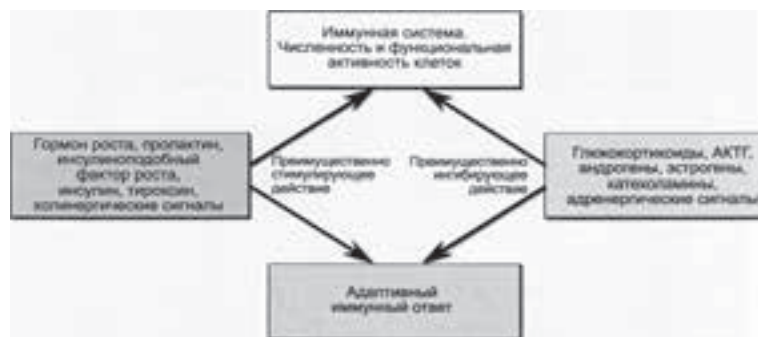 Иммунная система.
Численность и функциональная
активность клеток
Гормон роста, пролактин,
инсулиноподобный
фактор роста,
инсулин, тироксин,
холинергические сигналы
Преимущественно
стимулирующее
действие
Преимущественно
ингибирующее
действие
Глюкокортикоиды, АКТГ,
андрогены, эстрогены,
катехоламины,
адренергические сигналы
Адаптивный
иммунный ответ